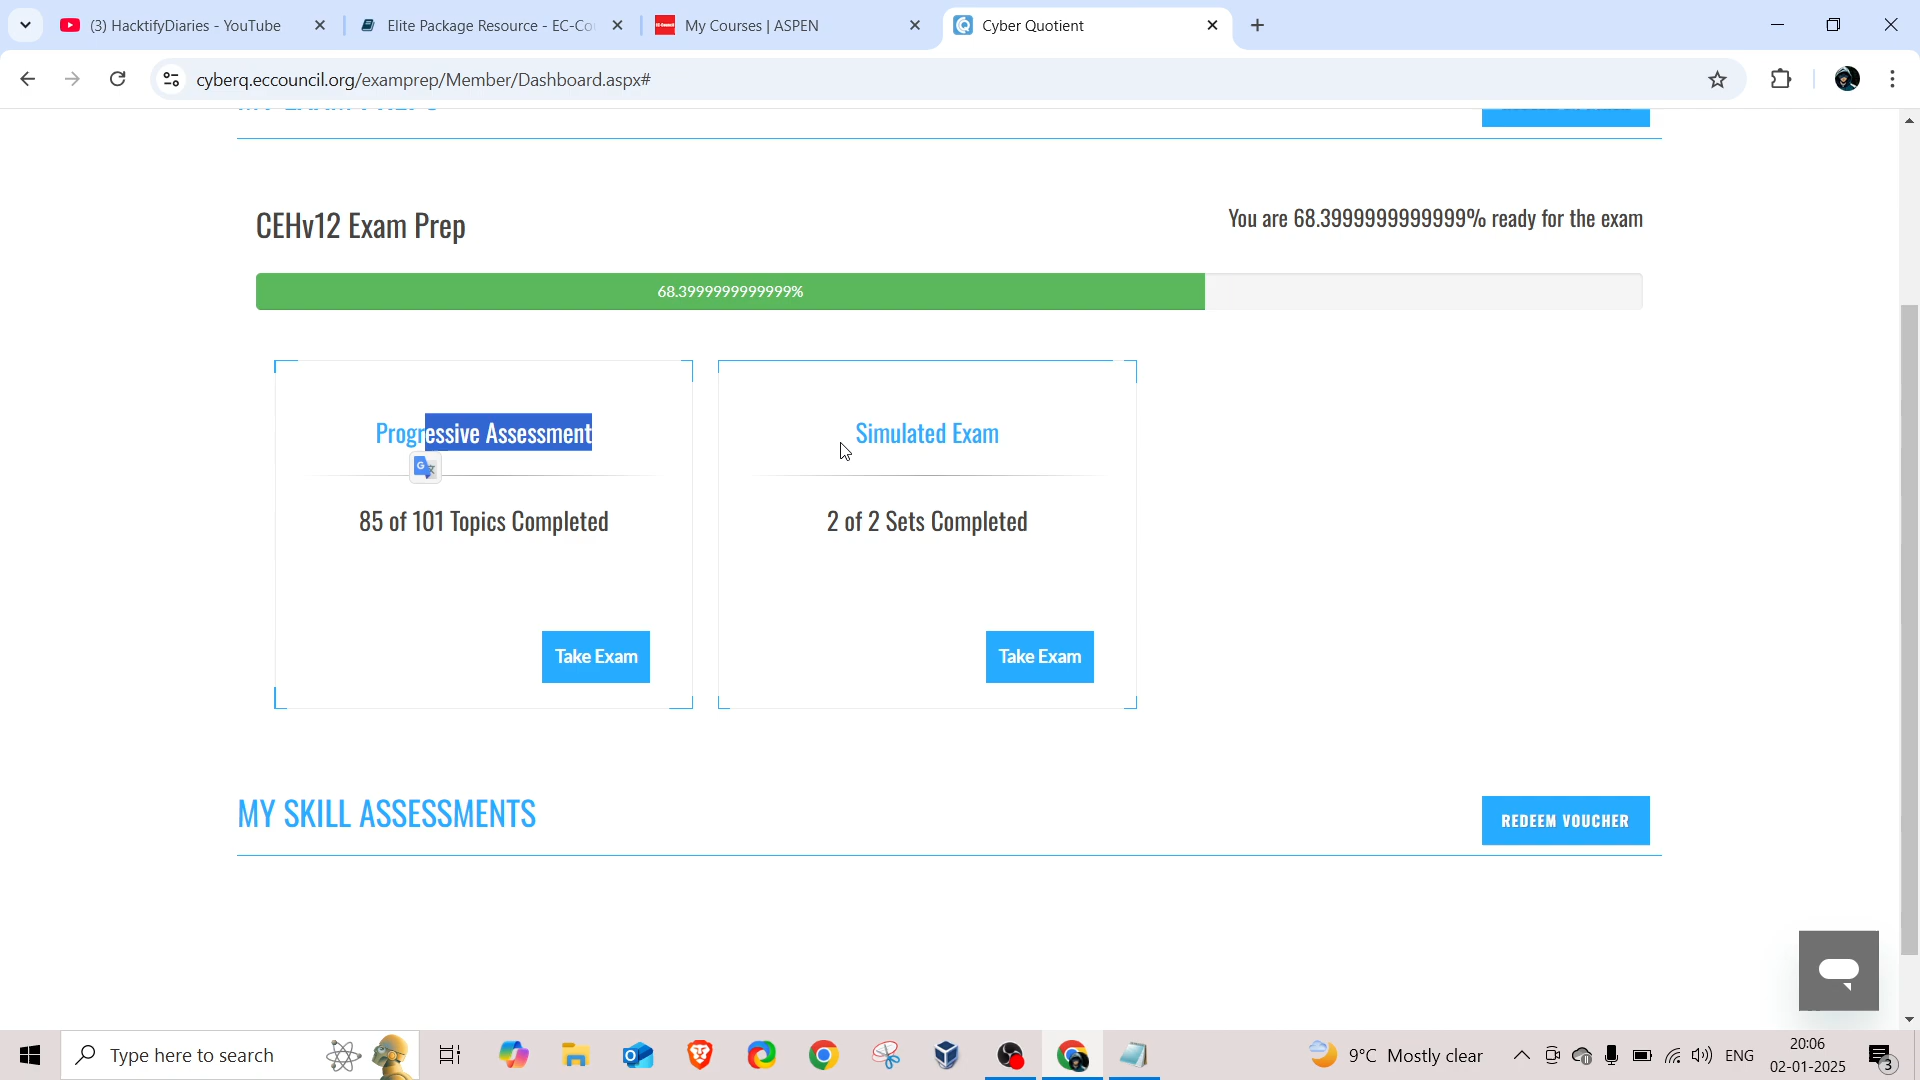 (3) HacktifyDiaries - YouTube
Elite Package Resource - EC-Co
My Courses | ASPEN
Cyber Quotient
cyberq.eccouncil.org/examprep/Member/Dashboard.aspx#
CEHv12 Exam Prep
You are 68.3999999999999% ready for the exam
68.3999999999999%
Progressive Assessment
Simulated Exam
85 of 101 Topics Completed
2 of 2 Sets Completed
Take Exam
Take Exam
MY SKILL ASSESSMENTS
REDEEM VOUCHER
Type here to search
9°C Mostly clear
ENG
20:06
02-01-2025
3